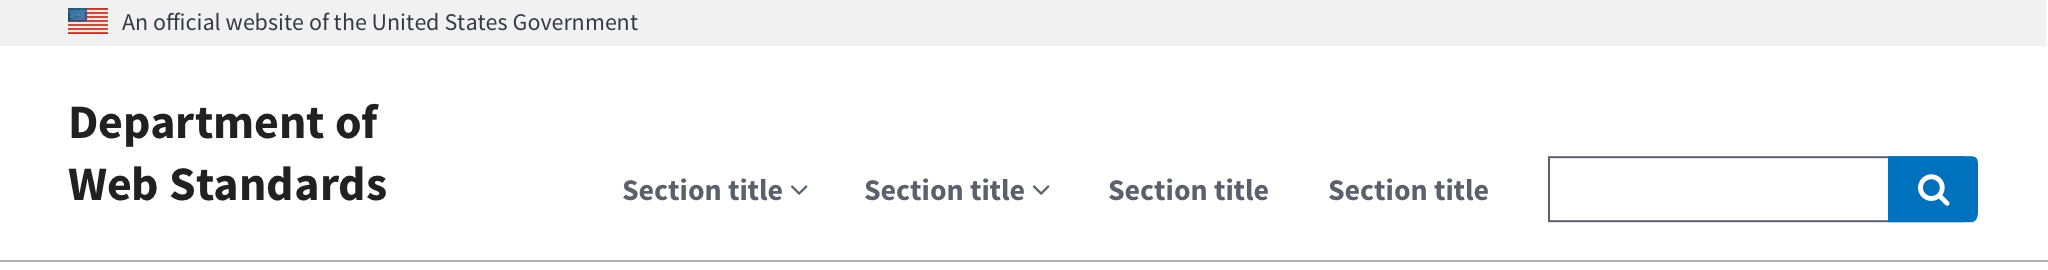 An official website of the United States Government
Department of
Web Standards
Section title
Section title
Section title
Section title